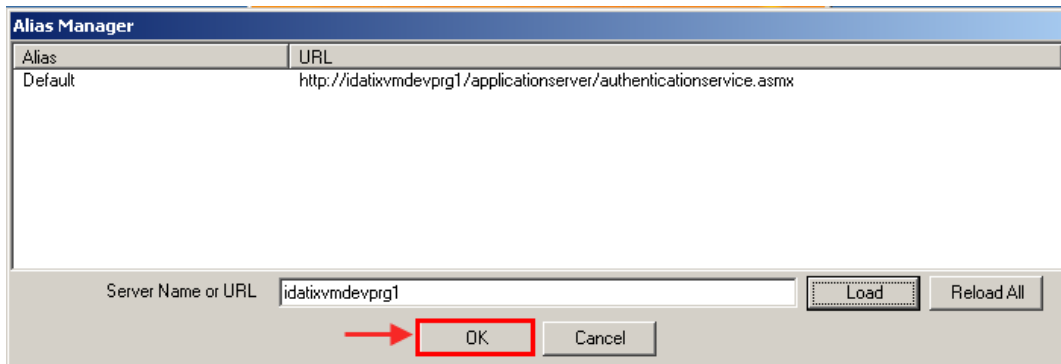 Alias Manager
Alias URL
Default http://idatixvmdevprg1/applicationserver/authenticationservice.asmx
Server Name or URL idatixvmdevprg1 Load Reload All
OK Cancel